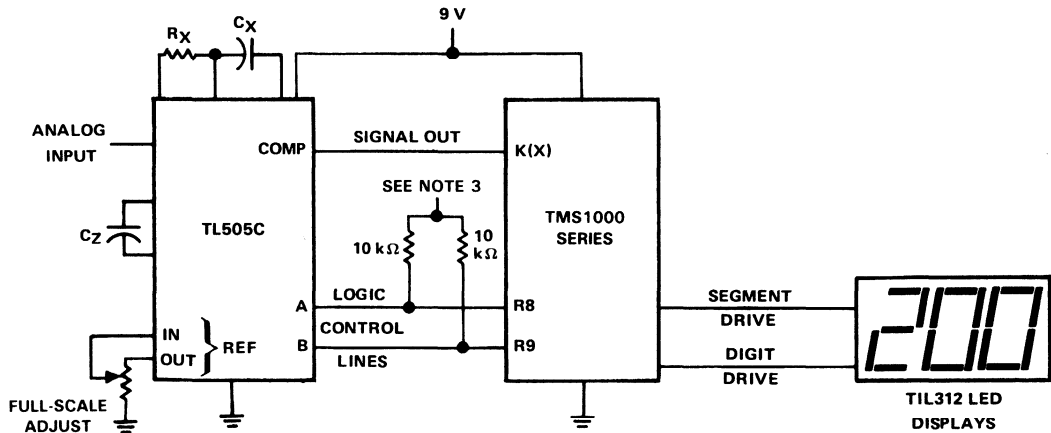 9 V
RX
CX
ANALOG
INPUT
COMP
SIGNAL OUT
K(X)
SEE NOTE 3
CZ
TL505C
10 kΩ
10
kΩ
TMS1000
SERIES
A
LOGIC
R8
SEGMENT
DRIVE
200
IN
OUT
REF
CONTROL
B
LINES
R9
DIGIT
DRIVE
FULL-SCALE
ADJUST
TIL312 LED
DISPLAYS